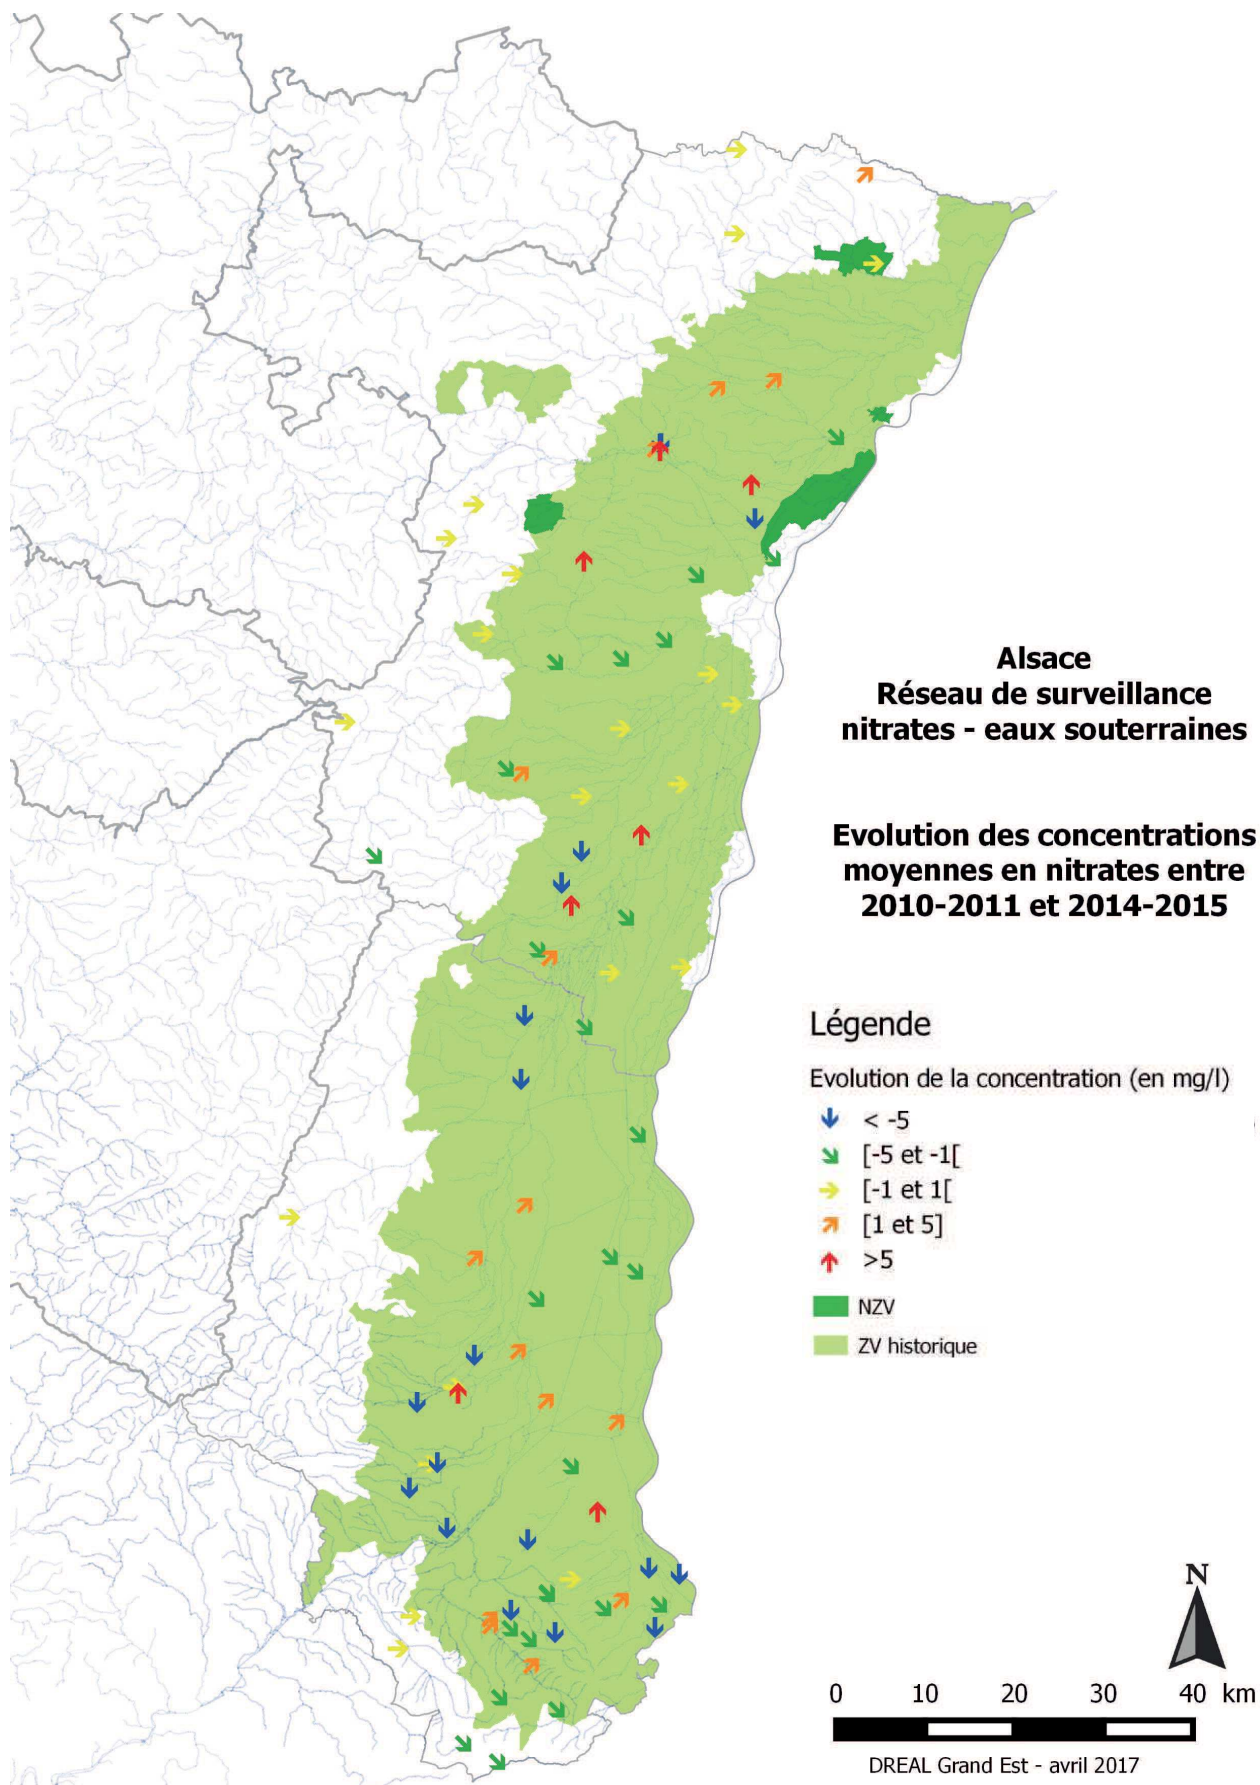 Alsace
Réseau de surveillance
nitrates - eaux souterraines
Evolution des concentrations
moyennes en nitrates entre
2010-2011 et 2014-2015
Légende
Evolution de la concentration (en mg/l)
< -5
[-5 et -1[
[-1 et 1[
[1 et 5]
>5
NZV
ZV historique
N
0 10 20 30 40 km
DREAL Grand Est - avril 2017